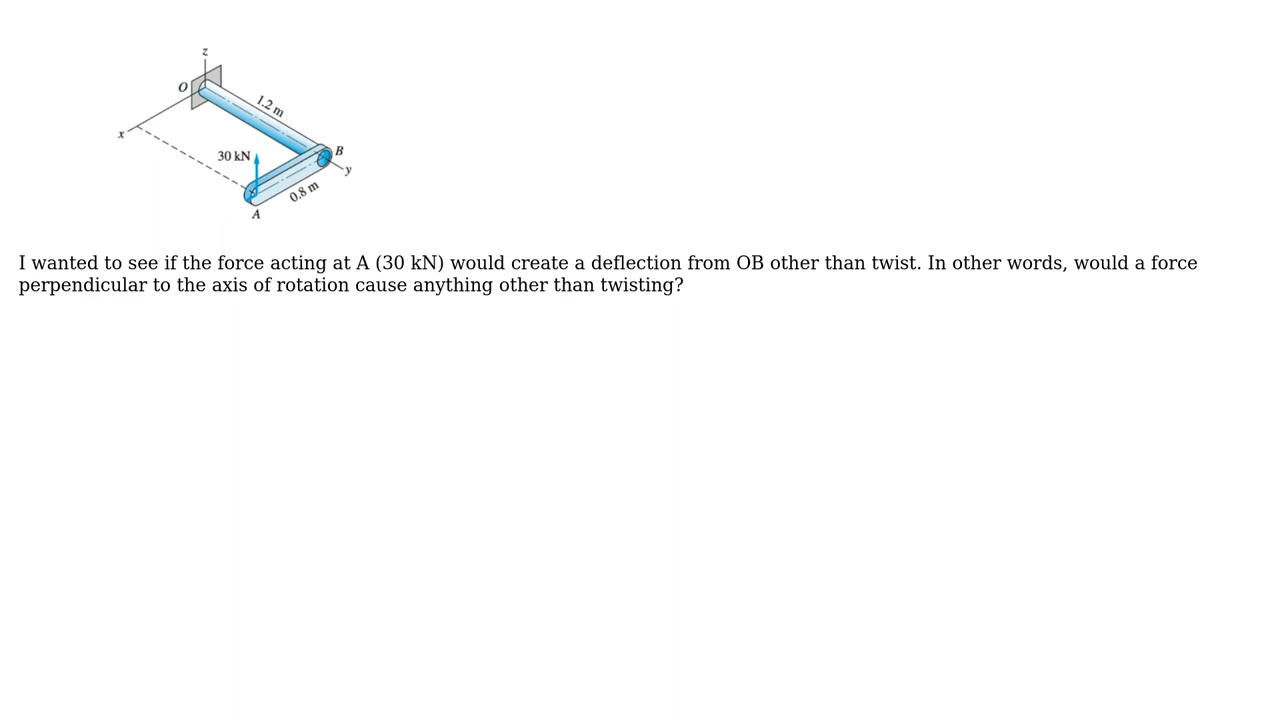 z
O
1.2 m
x
30 kN
B
y
0.8 m
A
I wanted to see if the force acting at A (30 kN) would create a deflection from OB other than twist. In other words, would a force
perpendicular to the axis of rotation cause anything other than twisting?